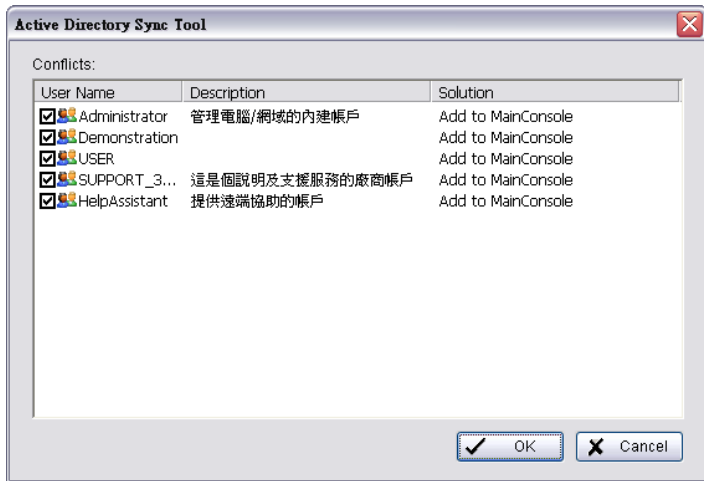 Active Directory Sync Tool
Conflicts:
User Name Description Solution
Administrator 管理電腦/網域的內建帳戶 Add to MainConsole
Demonstration Add to MainConsole
USER Add to MainConsole
SUPPORT_3... 這是個說明及支援服務的廠商帳戶 Add to MainConsole
HelpAssistant 提供遠端協助的帳戶 Add to MainConsole
OK Cancel